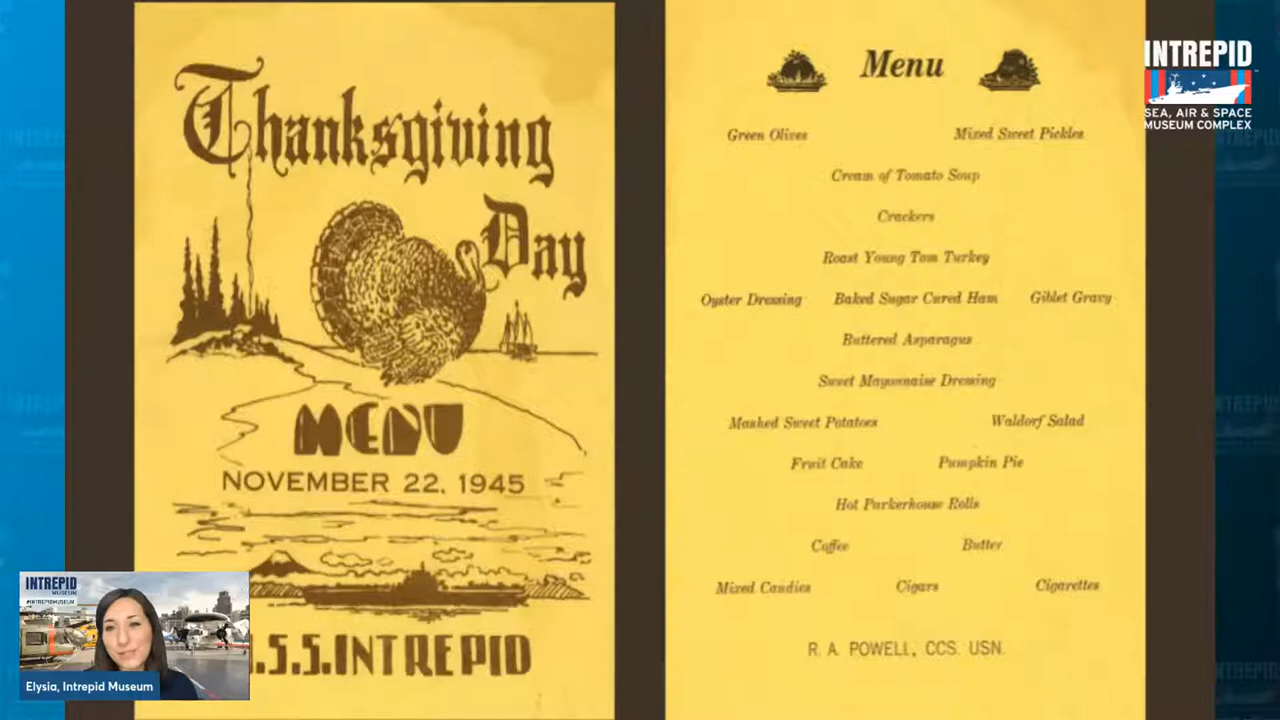 Thanksgiving
Day
MENU
NOVEMBER 22, 1945
.S.S.INTREPID
Menu
Green Olives Mixed Sweet Pickles
Cream of Tomato Soup
Crackers
Roast Young Tom Turkey
Oyster Dressing Baked Sugar Cured Ham Giblet Gravy
Buttered Asparagus
Sweet Mayonnaise Dressing
Mashed Sweet Potatoes Waldorf Salad
Fruit Cake Pumpkin Pie
Hot Parkerhouse Rolls
Coffee Butter
Mixed Candies Cigars Cigarettes
R. A. POWELL, CCS. USN.
INTREPID
SEA, AIR & SPACE
MUSEUM COMPLEX
INTREPID
MUSEUM
#INTREPIDMUSEUM
Elysia, Intrepid Museum